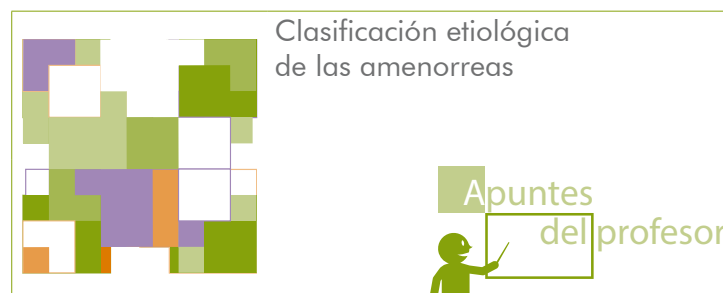 Clasificación etiológica
de las amenorreas
Apuntes
del profesor